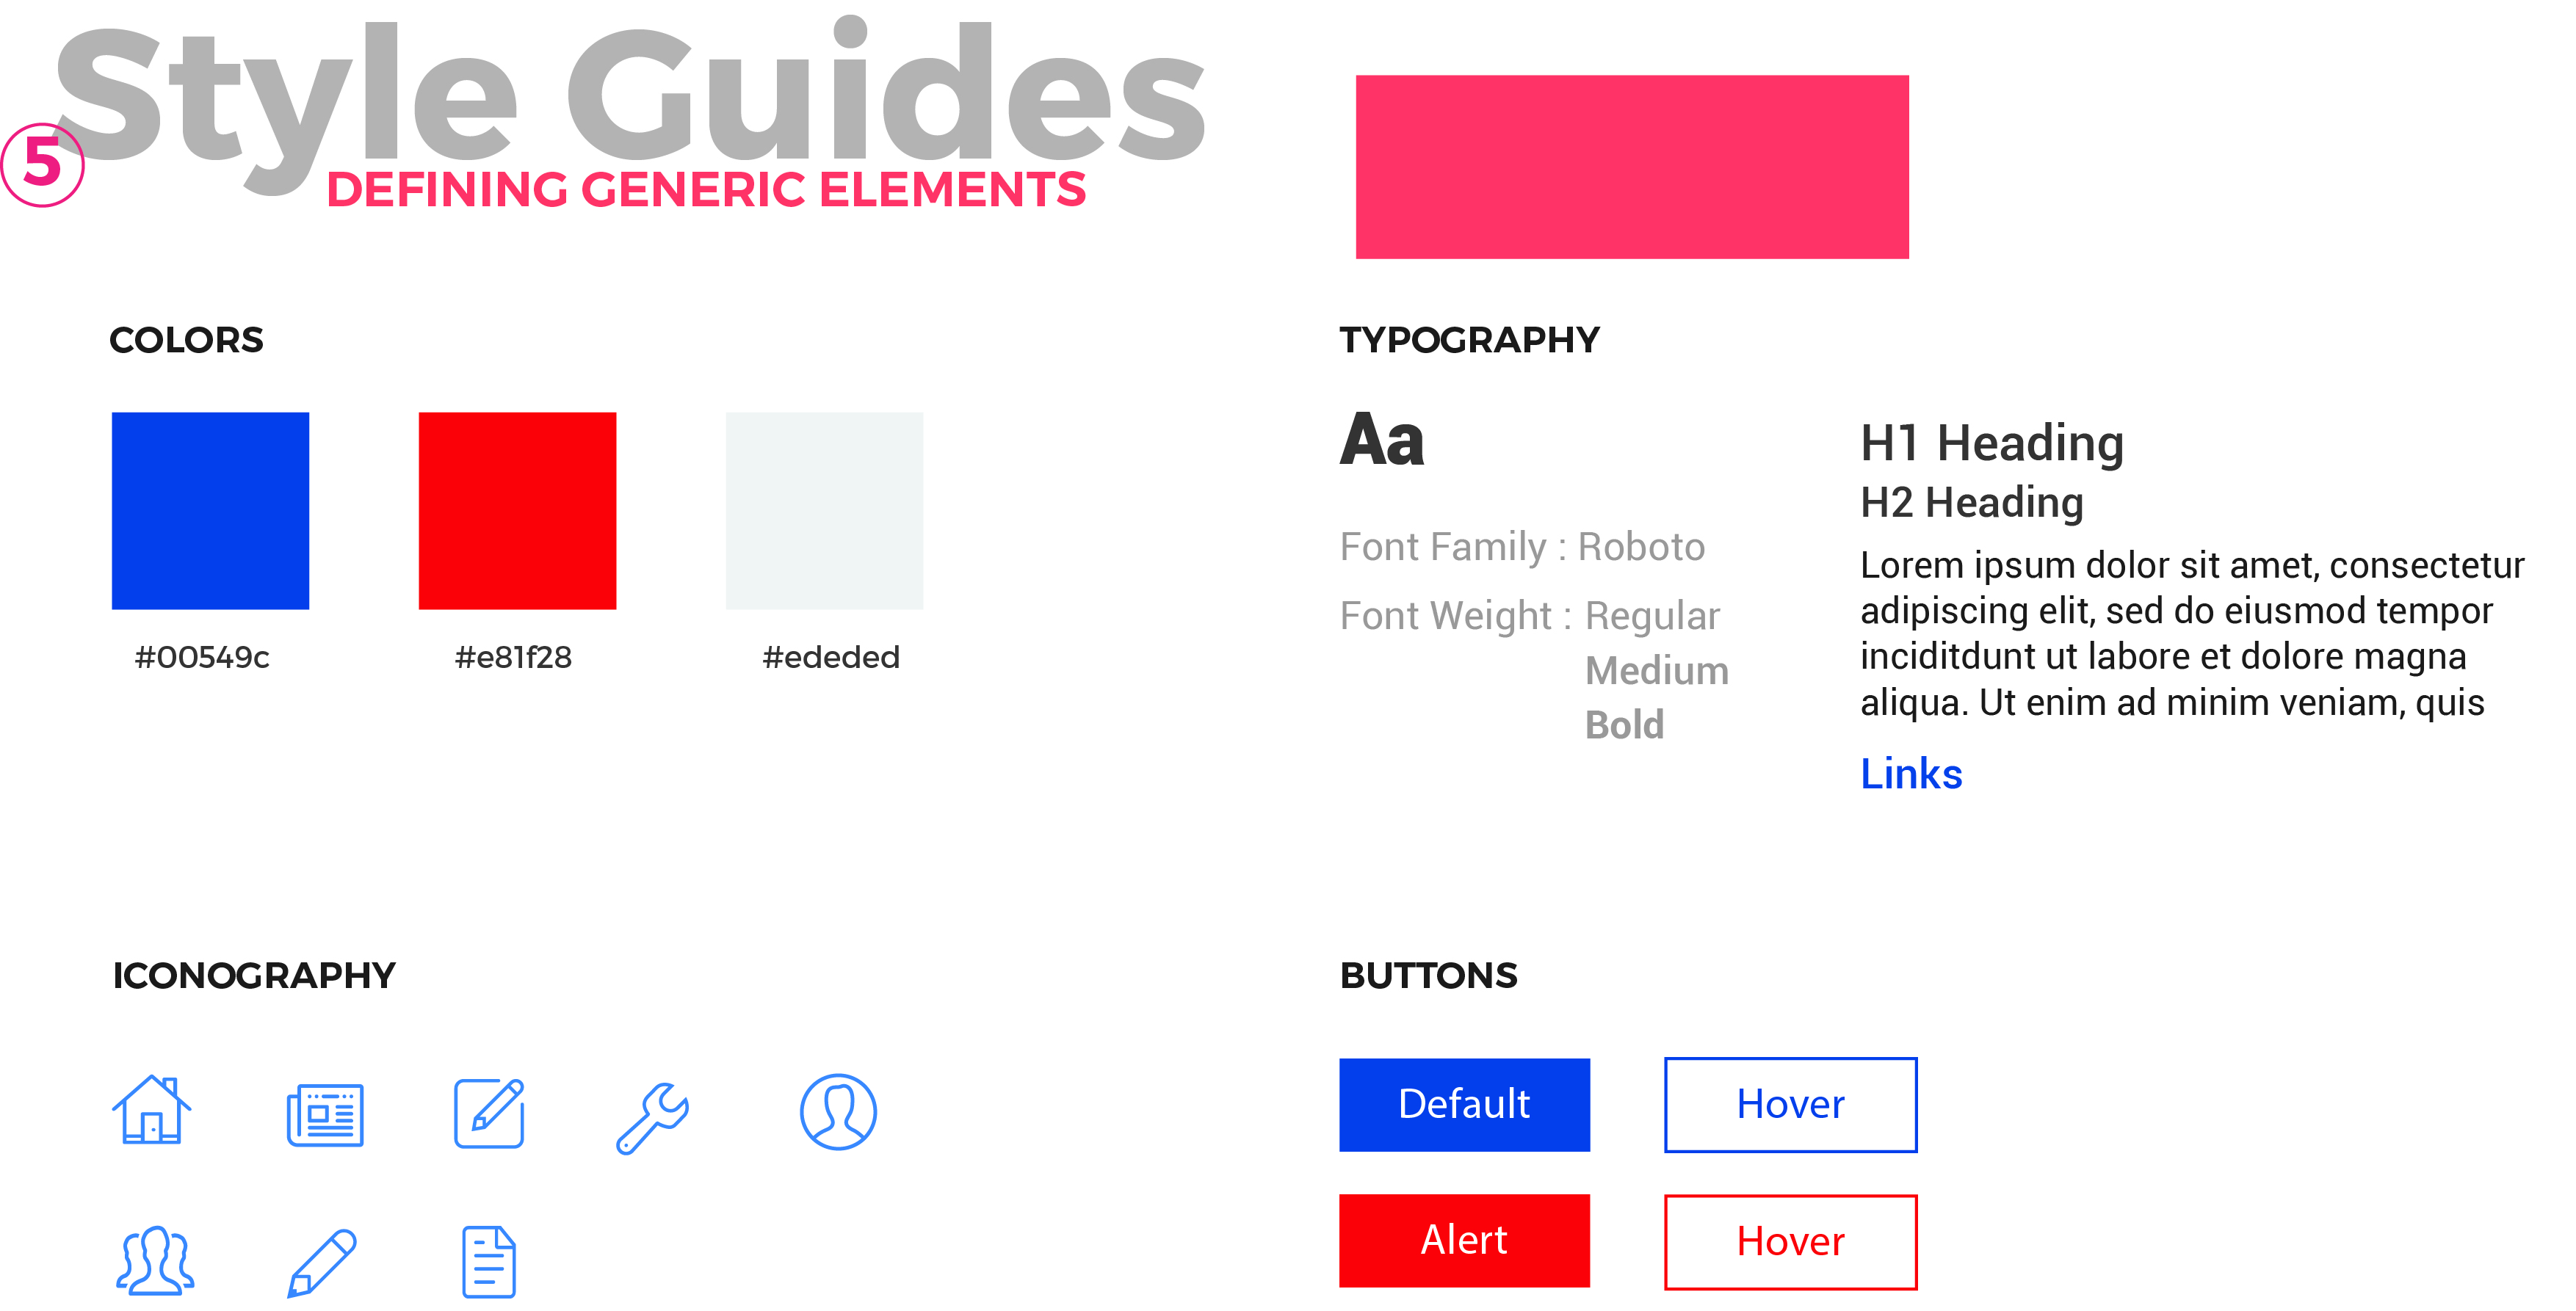 Style Guides
5
DEFINING GENERIC ELEMENTS
COLORS
#00549c
#e81f28
#ededed
TYPOGRAPHY
Aa
Font Family : Roboto
Font Weight : Regular
Medium
Bold
H1 Heading
H2 Heading
Lorem ipsum dolor sit amet, consectetur
adipiscing elit, sed do eiusmod tempor
inciditdunt ut labore et dolore magna
aliqua. Ut enim ad minim veniam, quis
Links
ICONOGRAPHY
BUTTONS
Default
Hover
Alert
Hover